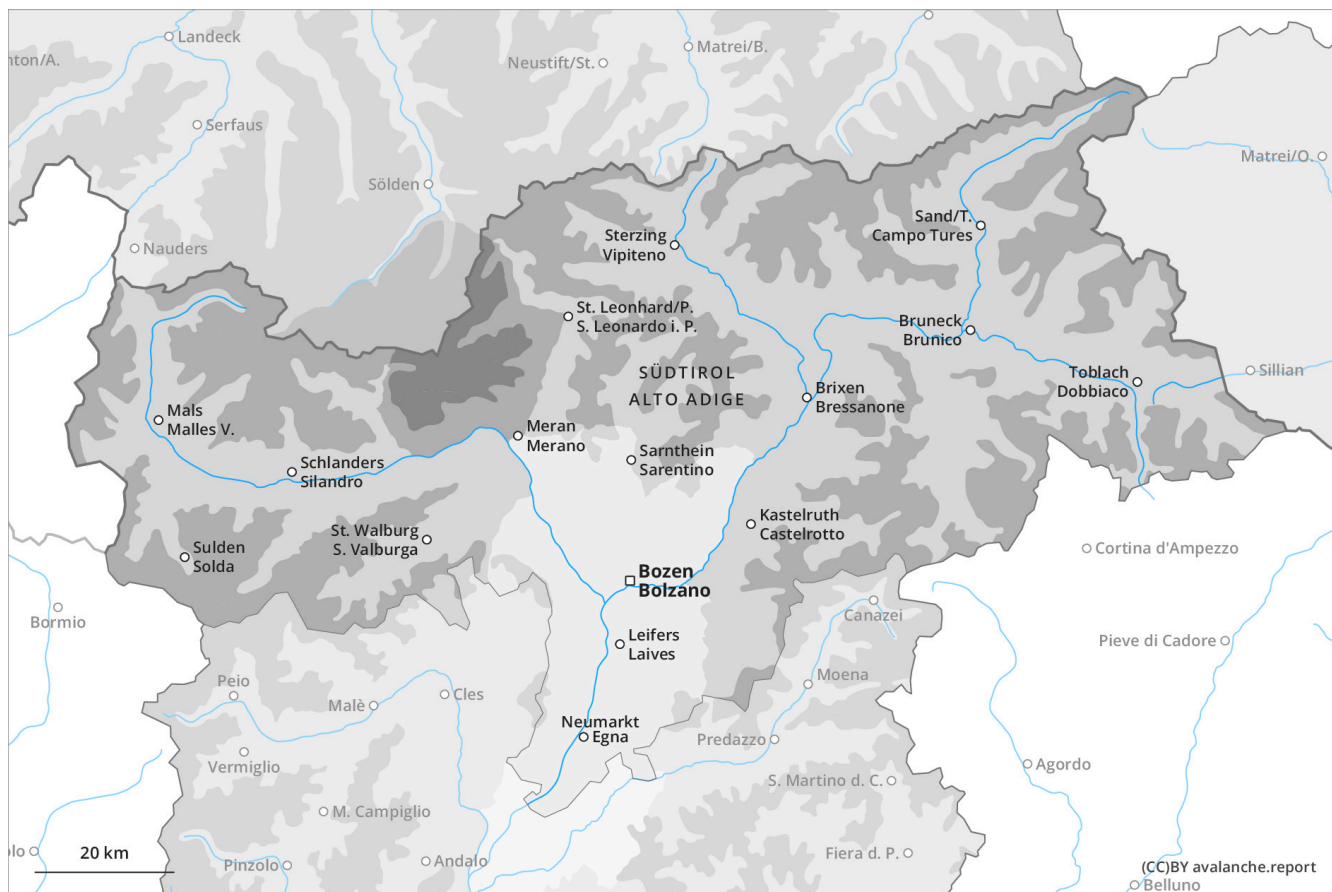 Landeck
nton/A.
Matrei/B.
Neustift/St.
Serfaus
Matrei/O.
Sölden
Sand/T.
Campo Tures
Nauders
Sterzing
Vipiteno
St. Leonhard/P.
S. Leonardo i. P.
Bruneck
Brunico
SÜDTIROL
ALTO ADIGE
Toblach
Dobbiaco
Sillian
Brixen
Bressanone
Mals
Malles V.
Meran
Merano
Sarnthein
Sarentino
Schlanders
Silandro
Kastelruth
Castelrotto
St. Walburg
S. Valburga
Sulden
Solda
Cortina d'Ampezzo
Bozen
Bolzano
Bormio
Canazei
Leifers
Laives
Pieve di Cadore
Peio
Moena
Malè
Cles
Neumarkt
Egna
Predazzo
Vermiglio
Agordo
S. Martino d. C.
M. Campiglio
olo
20 km
Pinzolo
Andalo
Fiera d. P.
(CC)BY avalanche.report
Belluno